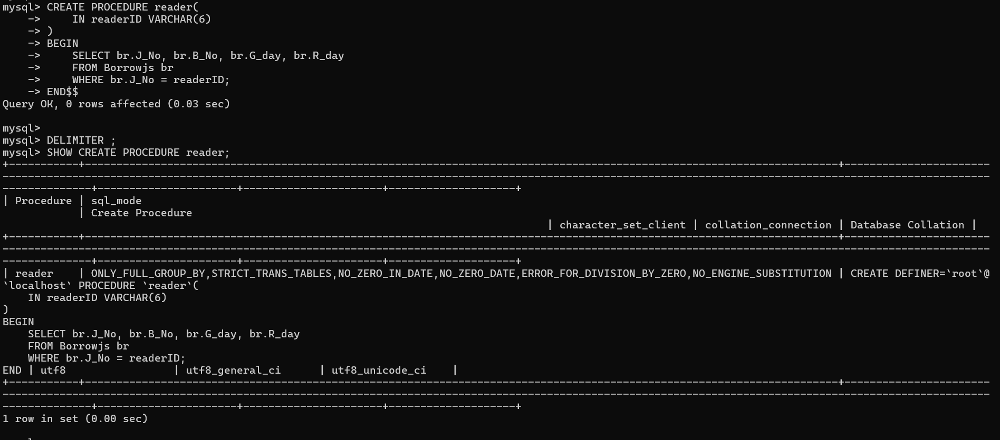 mysql> CREATE PROCEDURE reader(
    ->     IN readerID VARCHAR(6)
    -> )
    -> BEGIN
    ->     SELECT br.J_No, br.B_No, br.G_day, br.R_day
    ->     FROM Borrowjs br
    ->     WHERE br.J_No = readerID;
    -> END$$
Query OK, 0 rows affected (0.03 sec)

mysql>
mysql> DELIMITER ;
mysql> SHOW CREATE PROCEDURE reader;
+-----------+-----------------------------------------------------------------------------------------------------------------------+-----------------------
------------------------------------------------------------------------------------------------------------------------------------------------------------
--------------+----------------------+----------------------+--------------------+
| Procedure | sql_mode
            | Create Procedure
                                                                                      | character_set_client | collation_connection | Database Collation |
+-----------+-----------------------------------------------------------------------------------------------------------------------+-----------------------
------------------------------------------------------------------------------------------------------------------------------------------------------------
--------------+----------------------+----------------------+--------------------+
| reader    | ONLY_FULL_GROUP_BY,STRICT_TRANS_TABLES,NO_ZERO_IN_DATE,NO_ZERO_DATE,ERROR_FOR_DIVISION_BY_ZERO,NO_ENGINE_SUBSTITUTION | CREATE DEFINER=`root`@
`localhost` PROCEDURE `reader`(
    IN readerID VARCHAR(6)
)
BEGIN
    SELECT br.J_No, br.B_No, br.G_day, br.R_day
    FROM Borrowjs br
    WHERE br.J_No = readerID;
END | utf8                 | utf8_general_ci      | utf8_unicode_ci    |
+-----------+-----------------------------------------------------------------------------------------------------------------------+-----------------------
------------------------------------------------------------------------------------------------------------------------------------------------------------
--------------+----------------------+----------------------+--------------------+
1 row in set (0.00 sec)